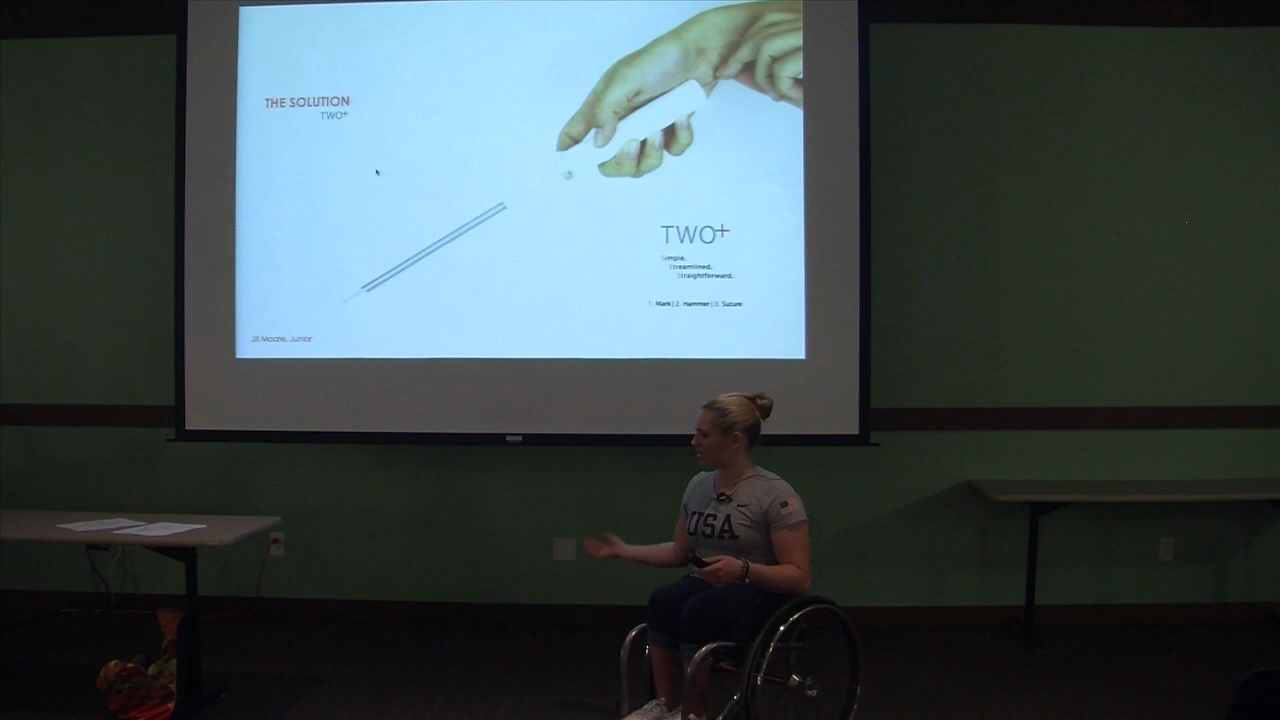 THE SOLUTION
TWO+
TWO+
Simple.
Streamlined.
Straightforward.
1. Mark | 2. Hammer | 3. Suture
Jill Moore, Junior
USA